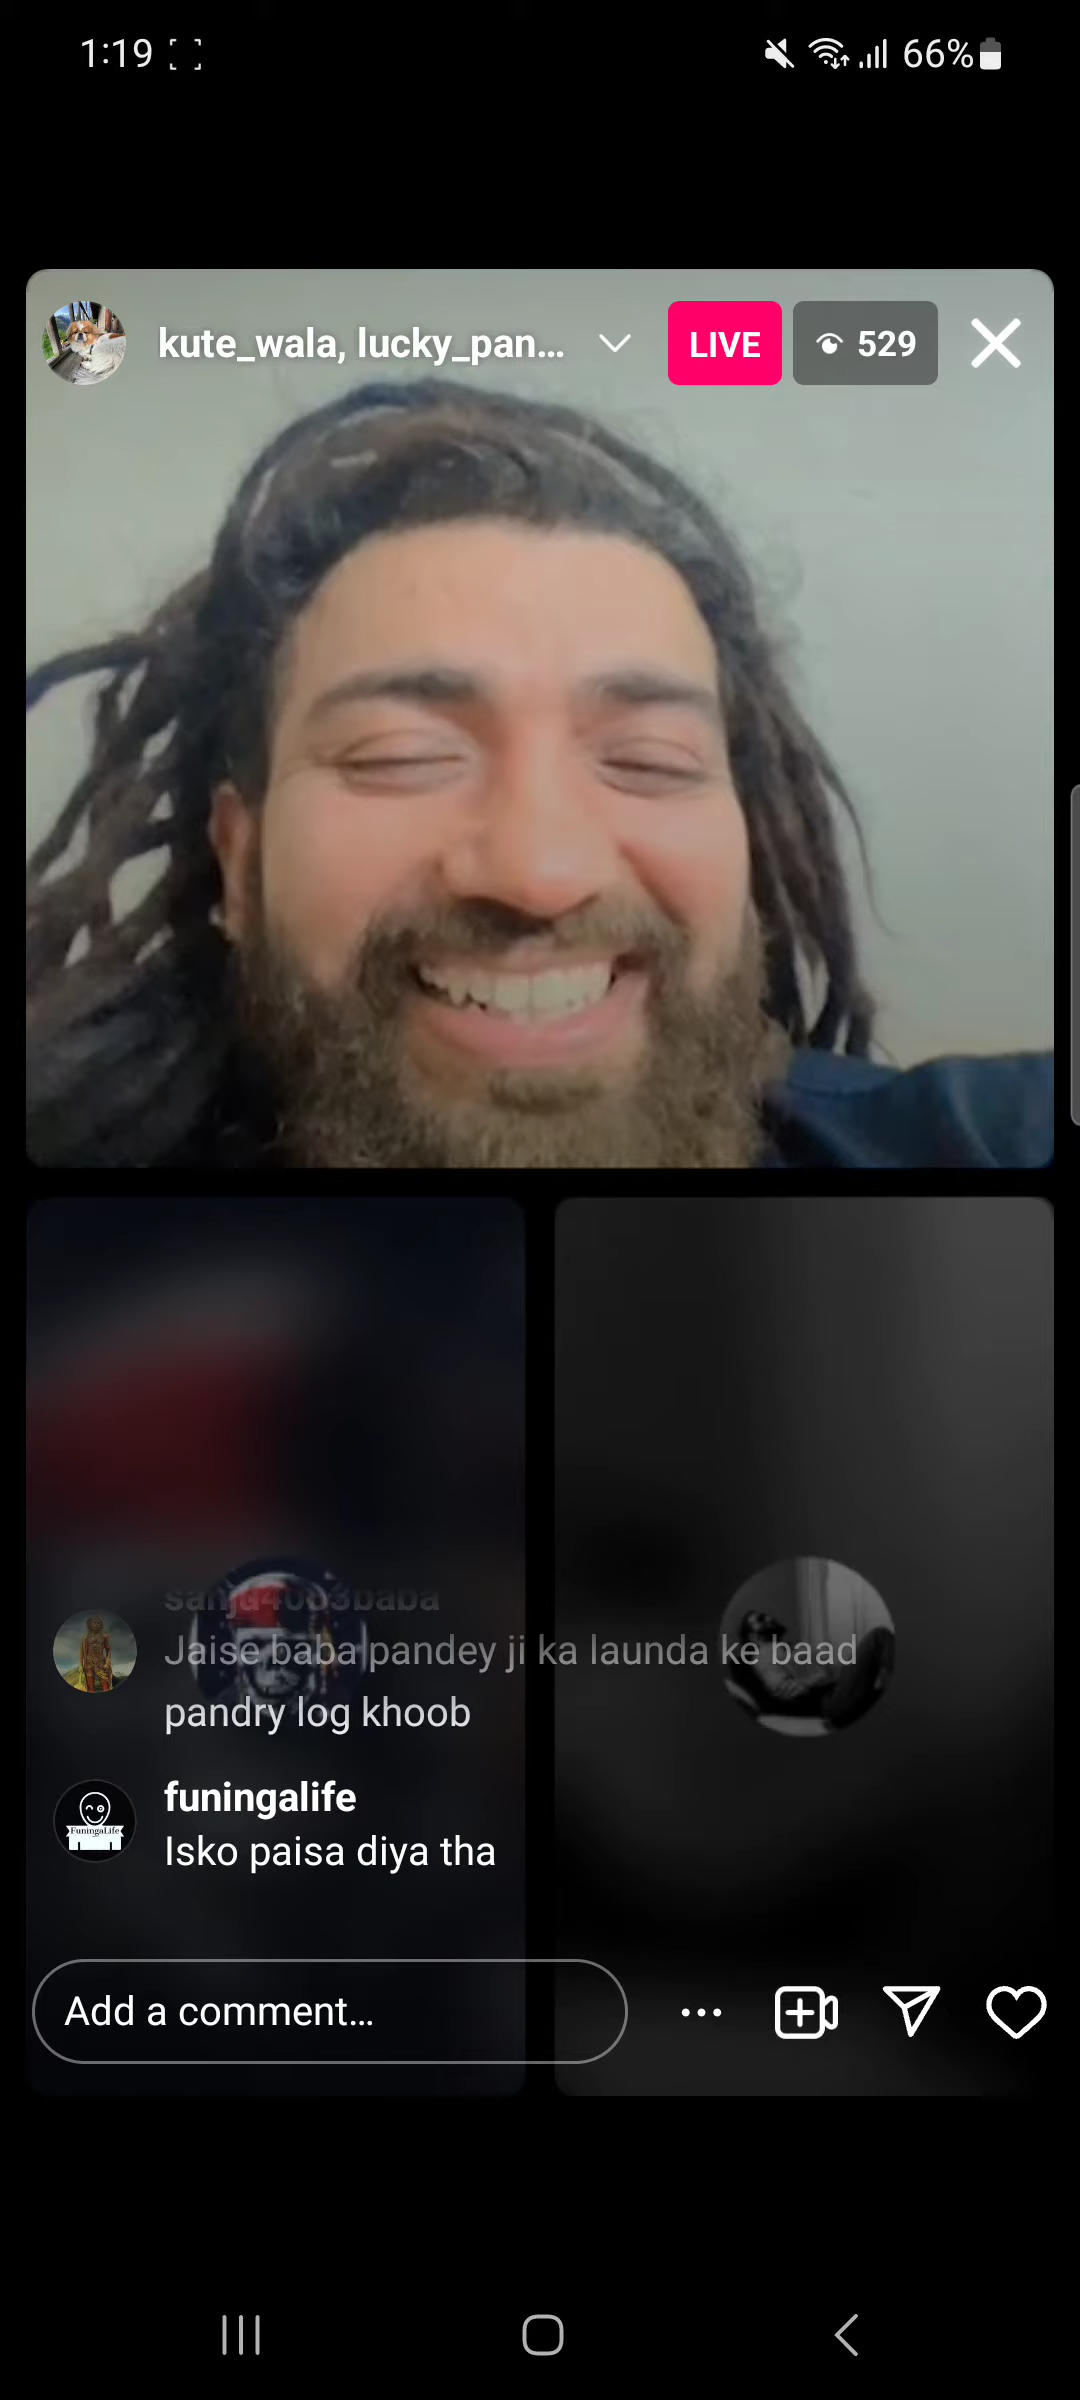 1:19
66%
kute_wala, lucky_pan...
LIVE
529
Jaise baba pandey ji ka launda ke baad
pandry log khoob
funingalife
FuningaLife
Isko paisa diya tha
Add a comment...